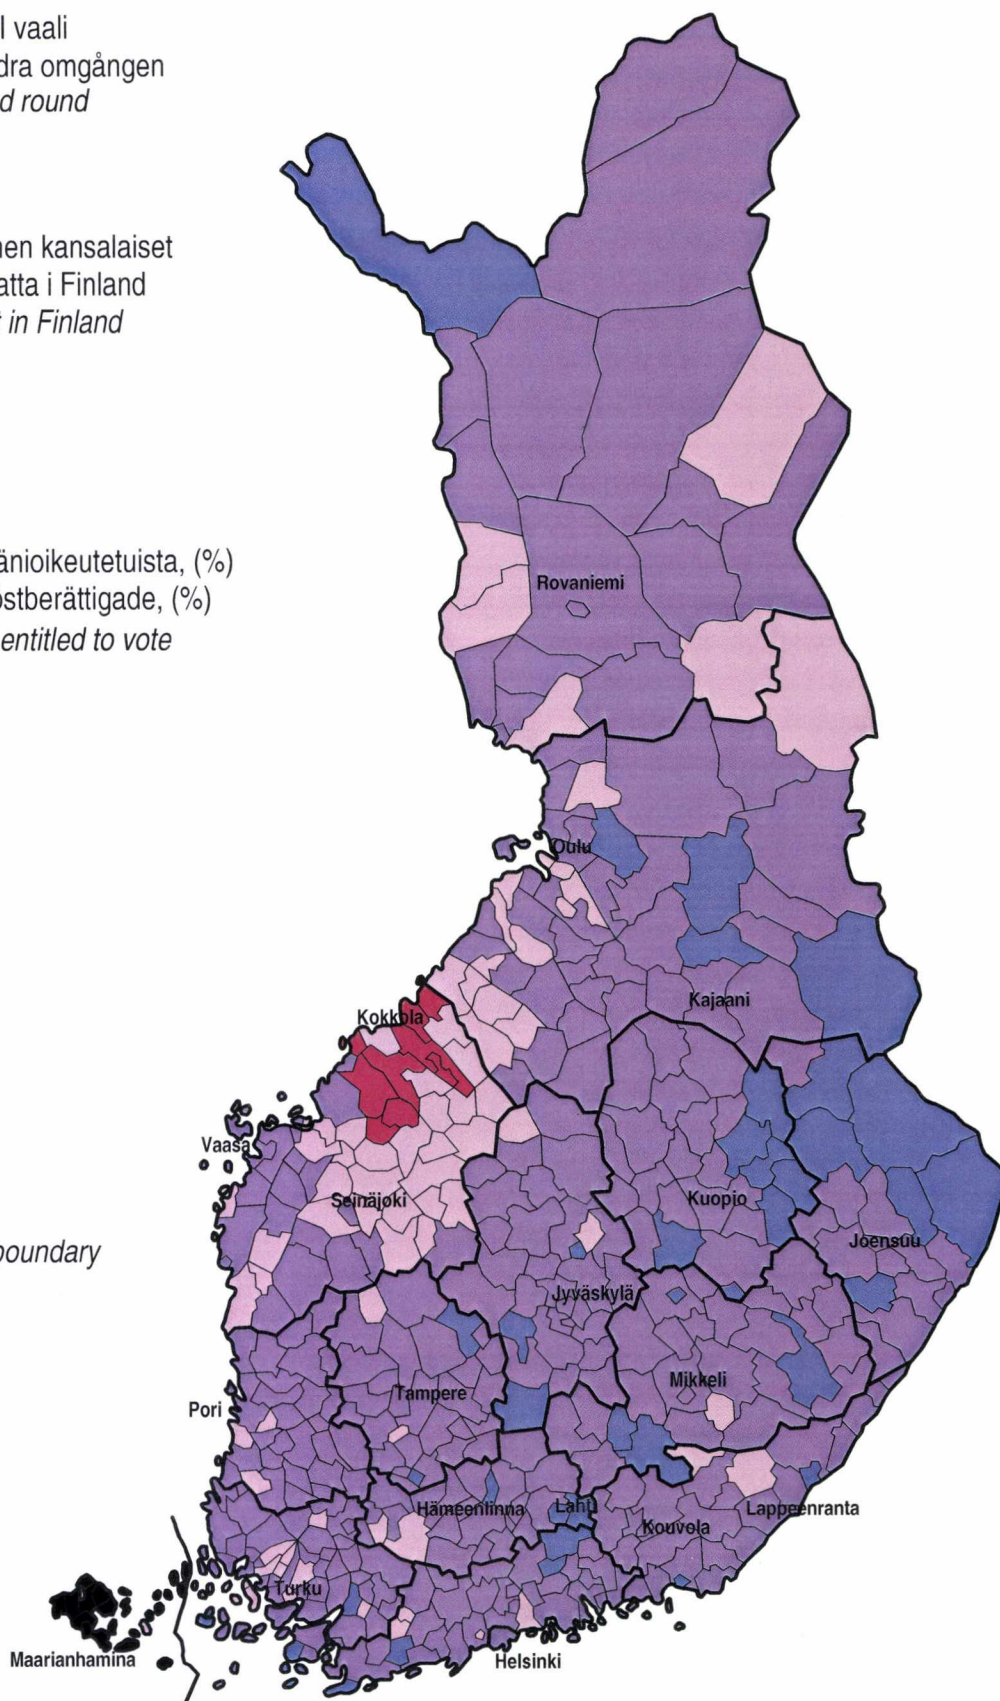 I vaali
dra omgången
d round
nen kansalaiset
atta i Finland
t in Finland
änioikeutetuista, (%)
östberättigade, (%)
entitled to vote
boundary
Rovaniemi
Oulu
Kajaani
Kokkola
Vaasa
Seinäjoki
Kuopio
Joensuu
Jyväskylä
Mikkeli
Tampere
Pori
Hämeenlinna
Lahti
Lappeenranta
Kouvola
Turku
Maarianhamina
Helsinki